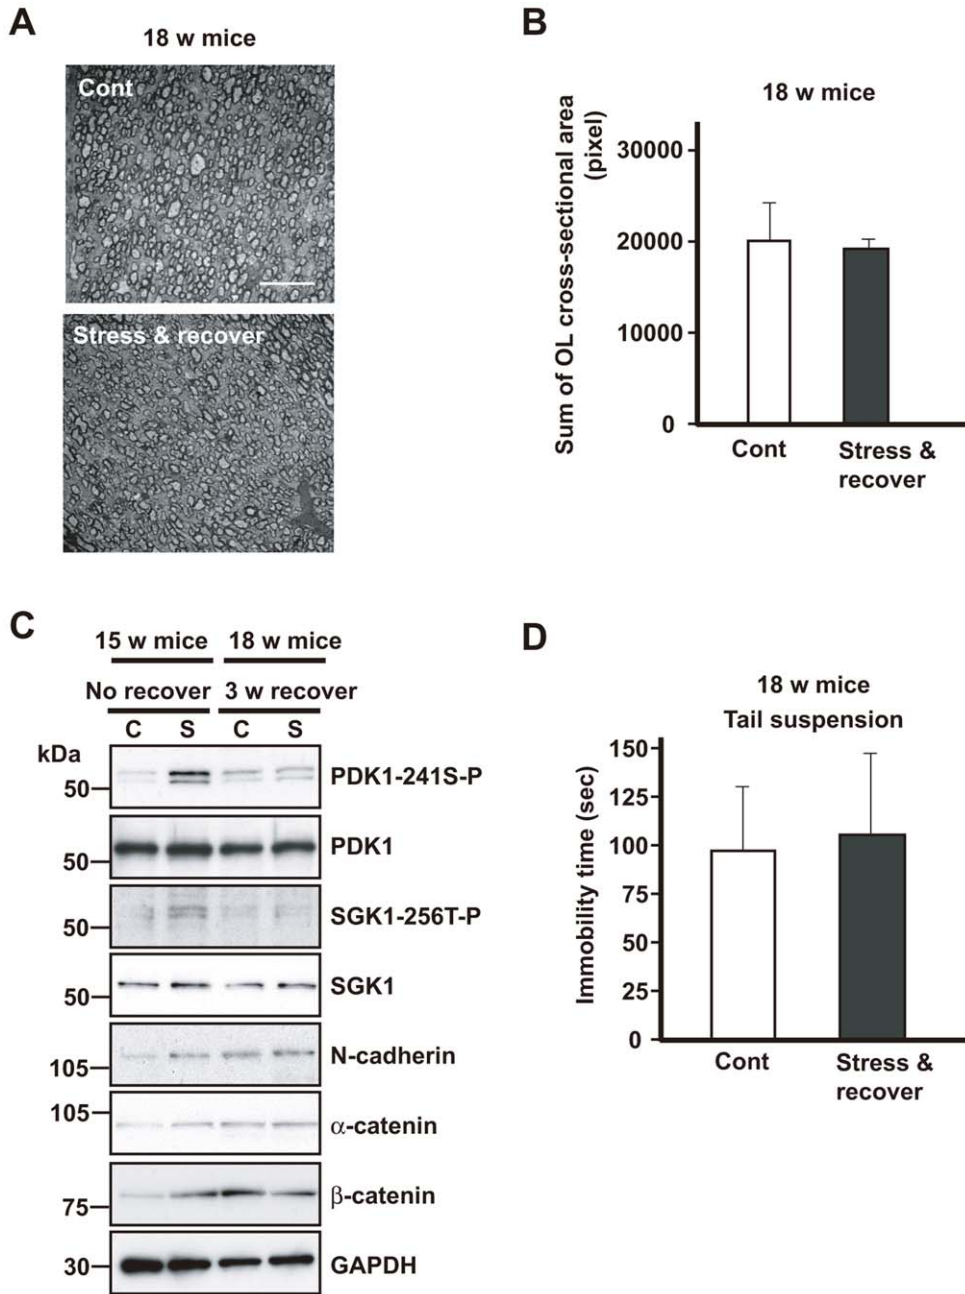 A
18 w mice
Cont
Stress & recover
B
18 w mice
Sum of OL cross-sectional area
(pixel)
30000
20000
10000
0
Cont
Stress &
recover
C
15 w mice 18 w mice
No recover 3 w recover
C S C S
kDa
50 PDK1-241S-P
50 PDK1
50 SGK1-256T-P
50 SGK1
105 N-cadherin
105 α-catenin
75 β-catenin
30 GAPDH
D
18 w mice
Tail suspension
Immobility time (sec)
150
125
100
75
50
25
0
Cont
Stress &
recover